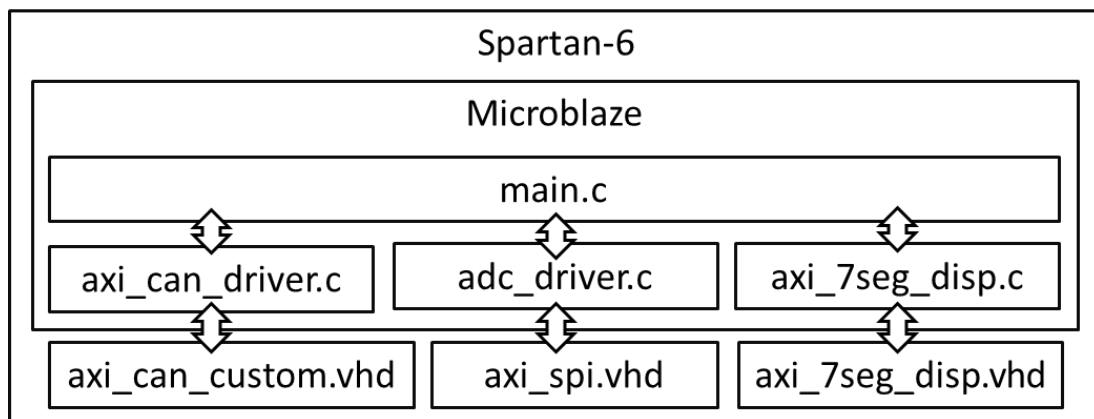 Spartan-6
Microblaze
main.c
axi_can_driver.c
adc_driver.c
axi_7seg_disp.c
axi_can_custom.vhd
axi_spi.vhd
axi_7seg_disp.vhd